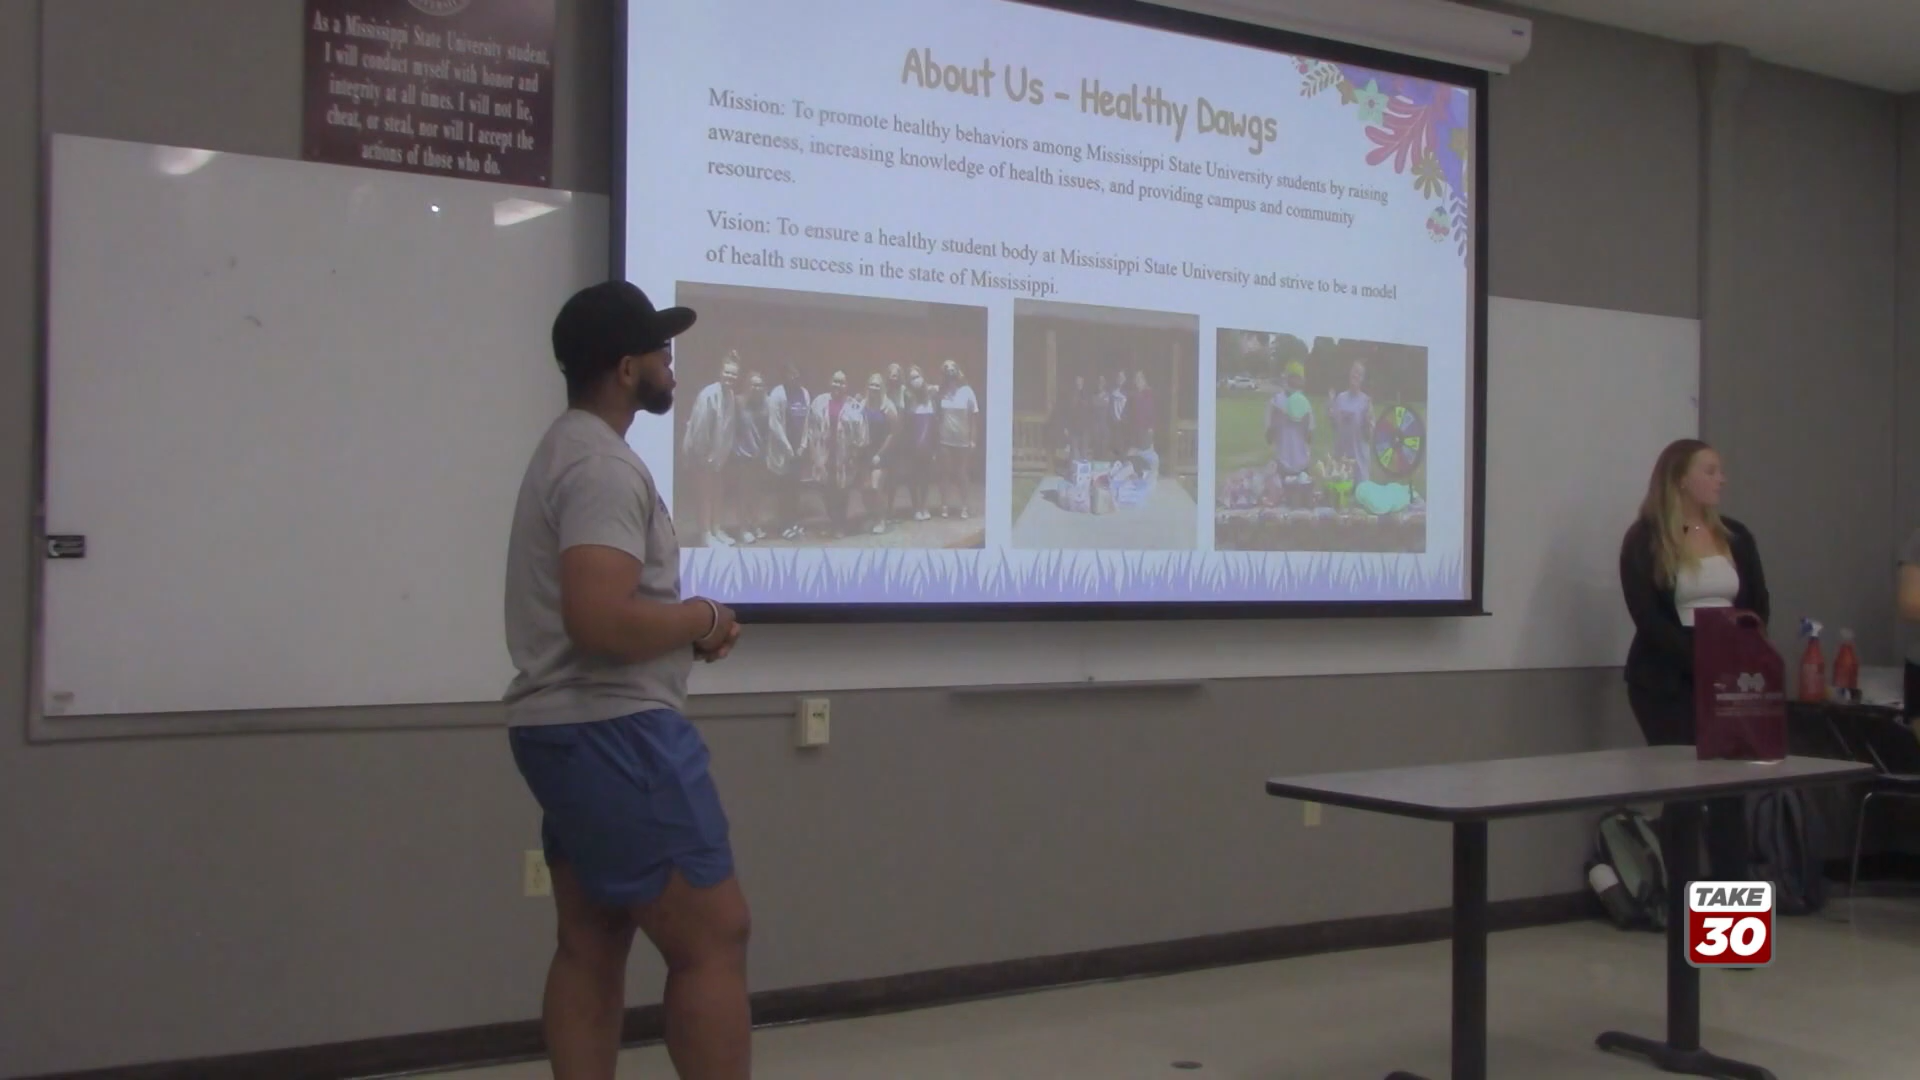 As a Mississippi State University student,
I will conduct myself with honor and
integrity at all times. I will not lie,
cheat, or steal, nor will I accept the
actions of those who do.
About Us - Healthy Dawgs
Mission: To promote healthy behaviors among Mississippi State University students by raising
awareness, increasing knowledge of health issues, and providing campus and community
resources.
Vision: To ensure a healthy student body at Mississippi State University and strive to be a model
of health success in the state of Mississippi.
TAKE
30